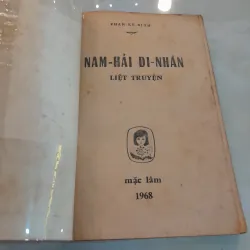 PHAN KẾ BÍNH
NAM-HẢI DỊ-NHÂN
LIỆT TRUYỆN
mặc lâm
1968